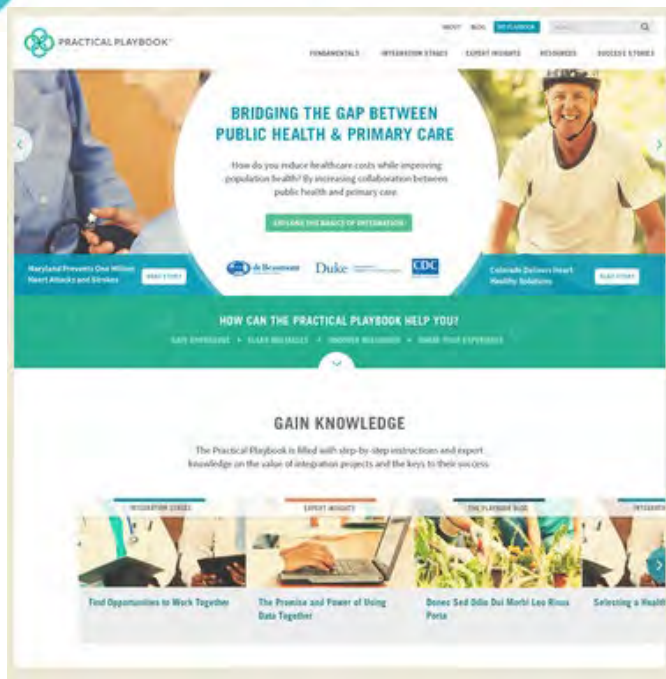 ABOUT BLOG MY PLAYBOOK
PRACTICAL PLAYBOOK
FUNDAMENTALS INTEGRATION STAGES EXPERT INSIGHTS RESOURCES SUCCESS STORIES
BRIDGING THE GAP BETWEEN
PUBLIC HEALTH & PRIMARY CARE
How do you reduce healthcare costs while improving
population health? By increasing collaboration between
public health and primary care.
EXPLORE THE BASICS OF INTEGRATION
Maryland Prevents One Million
Heart Attacks and Strokes
READ STORY
de Beaumont
Duke
CDC
Colorado Delivers Heart
Healthy Solutions
READ STORY
HOW CAN THE PRACTICAL PLAYBOOK HELP YOU?
GAIN KNOWLEDGE
The Practical Playbook is filled with step-by-step instructions and expert
knowledge on the value of integration projects and the keys to their success.
INTEGRATION STAGES
EXPERT INSIGHTS
THE PLAYBOOK BLOG
Find Opportunities to Work Together
The Promise and Power of Using
Data Together
Donec Sed Odio Dui Morbi Leo Risus
Porta
Selecting a Health